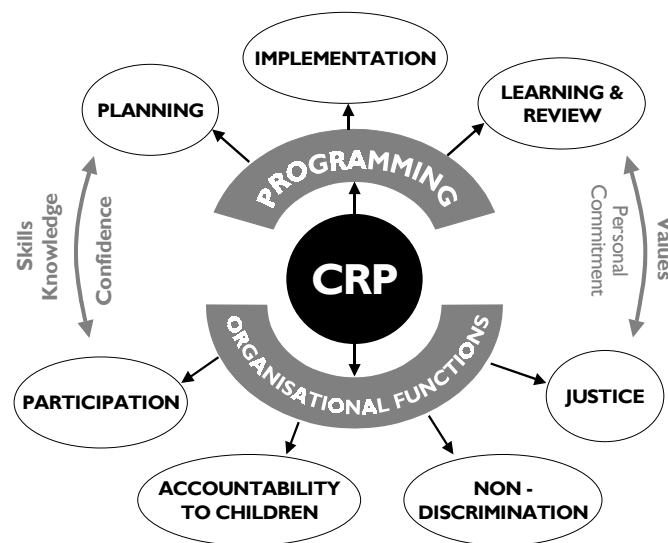 IMPLEMENTATION
PLANNING
LEARNING &
REVIEW
PROGRAMMING
Skills
Knowledge
Confidence
CRP
Personal
Commitment
Values
ORGANISATIONAL FUNCTIONS
PARTICIPATION
JUSTICE
ACCOUNTABILITY
TO CHILDREN
NON -
DISCRIMINATION